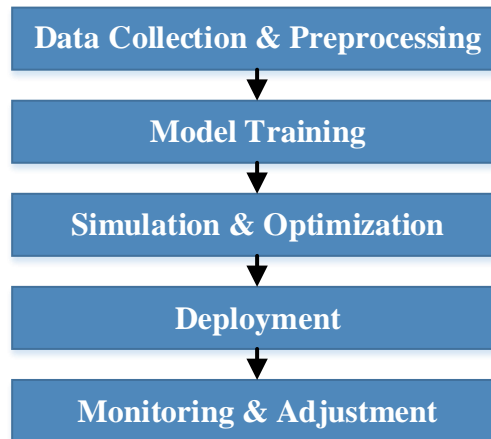 Data Collection & Preprocessing
Model Training
Simulation & Optimization
Deployment
Monitoring & Adjustment